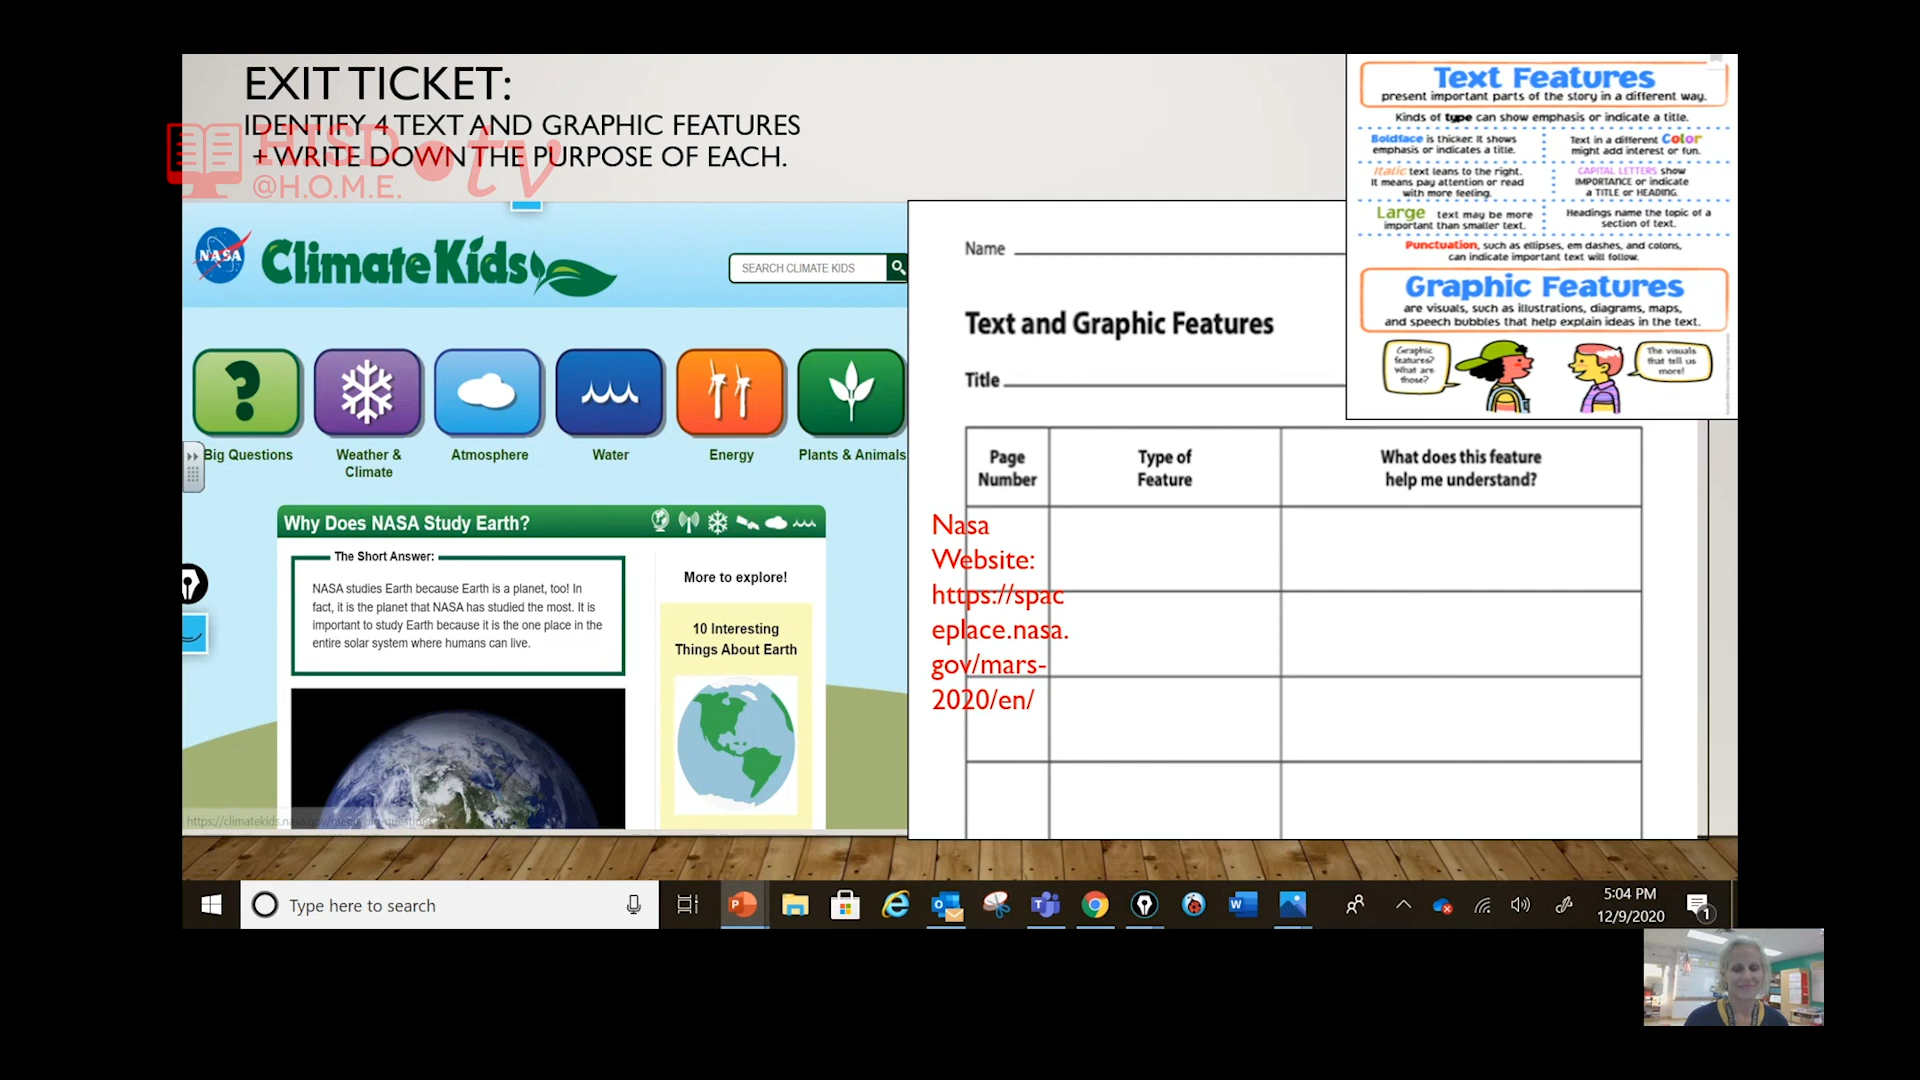 EXIT TICKET:
IDENTIFY 4 TEXT AND GRAPHIC FEATURES
+ WRITE DOWN THE PURPOSE OF EACH.
HISD
@H.O.M.E.
tv
NASA
ClimateKids
SEARCH CLIMATE KIDS
?
Big Questions
Weather &
Climate
Atmosphere
Water
Energy
Plants & Animals
Why Does NASA Study Earth?
The Short Answer:
NASA studies Earth because Earth is a planet, too! In
fact, it is the planet that NASA has studied the most. It is
important to study Earth because it is the one place in the
entire solar system where humans can live.
More to explore!
10 Interesting
Things About Earth
Name
Text and Graphic Features
Title
Page
Number
Type of
Feature
What does this feature
help me understand?
Nasa
Website:
https://spac
eplace.nasa.
gov/mars-
2020/en/
Text Features
present important parts of the story in a different way.
Kinds of type can show emphasis or indicate a title.
Boldface is thicker. It shows
emphasis or indicates a title.
Text in a different Color
might add interest or fun.
Italic text leans to the right.
It means pay attention or read
with more feeling.
CAPITAL LETTERS show
IMPORTANCE or indicate
a TITLE or HEADING.
Large text may be more
important than smaller text.
Headings name the topic of a
section of text.
Punctuation, such as ellipses, em dashes, and colons,
can indicate important text will follow.
Graphic Features
are visuals, such as illustrations, diagrams, maps,
and speech bubbles that help explain ideas in the text.
Graphic
features?
What are
those?
The visuals
that tell us
more!
Type here to search
5:04 PM
12/9/2020
1